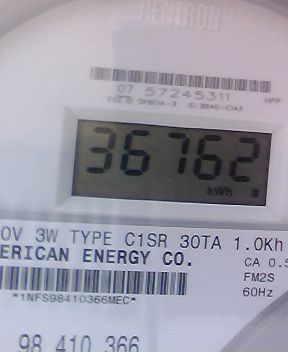 CENTRON
07 57245311
36762
kWh
0V 3W TYPE C1SR 30TA 1.0Kh
ERICAN ENERGY CO.
CA 0.5
*1NFS98410366MEC*
FM2S
60Hz
98 410 366